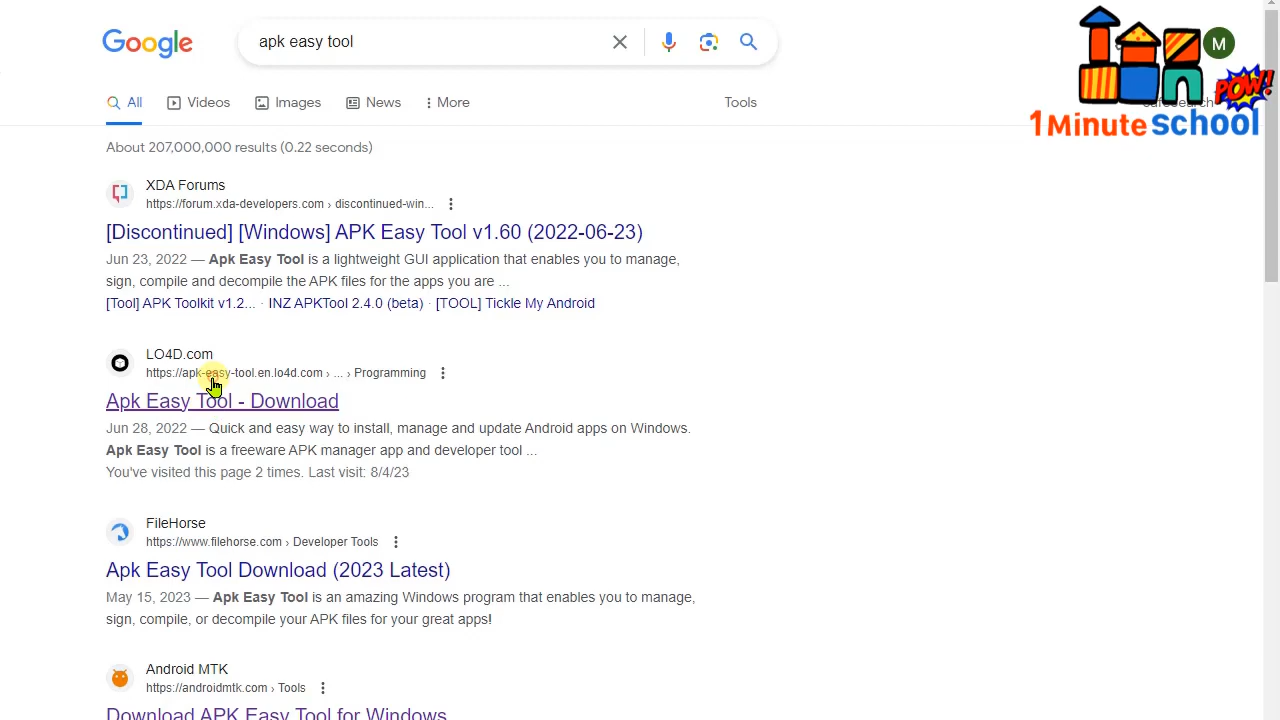 Google
apk easy tool
M
POW!
1 Minute school
All
Videos
Images
News
More
Tools
About 207,000,000 results (0.22 seconds)
XDA Forums
https://forum.xda-developers.com › discontinued-win...
[Discontinued] [Windows] APK Easy Tool v1.60 (2022-06-23)
Jun 23, 2022 — Apk Easy Tool is a lightweight GUI application that enables you to manage,
sign, compile and decompile the APK files for the apps you are ...
[Tool] APK Toolkit v1.2... · INZ APKTool 2.4.0 (beta) · [TOOL] Tickle My Android
LO4D.com
https://apk-easy-tool.en.lo4d.com › ... › Programming
Apk Easy Tool - Download
Jun 28, 2022 — Quick and easy way to install, manage and update Android apps on Windows.
Apk Easy Tool is a freeware APK manager app and developer tool ...
You've visited this page 2 times. Last visit: 8/4/23
FileHorse
https://www.filehorse.com › Developer Tools
Apk Easy Tool Download (2023 Latest)
May 15, 2023 — Apk Easy Tool is an amazing Windows program that enables you to manage,
sign, compile, or decompile your APK files for your great apps!
Android MTK
https://androidmtk.com › Tools
Download APK Easy Tool for Windows